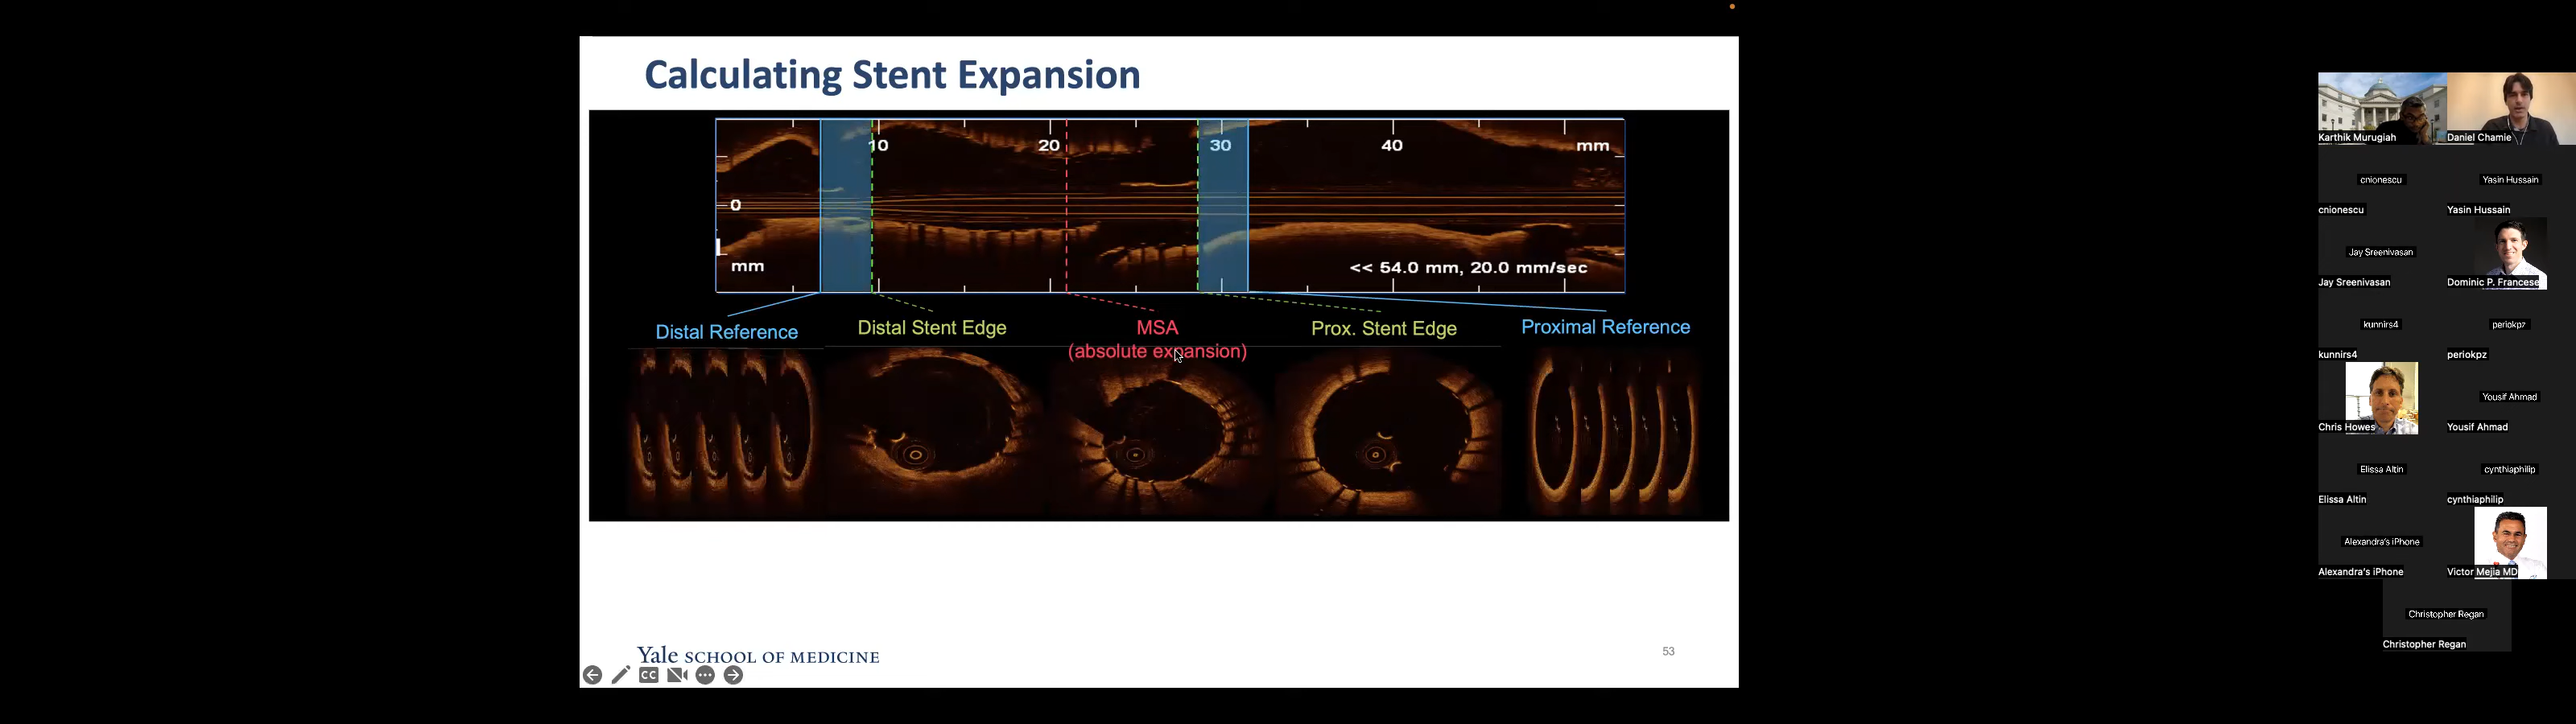 Calculating Stent Expansion
10 20 30 40 mm
0
mm
<< 54.0 mm, 20.0 mm/sec
Distal Reference
Distal Stent Edge
MSA
(absolute expansion)
Prox. Stent Edge
Proximal Reference
Yale SCHOOL OF MEDICINE
53
CC
Karthik Murugiah
Daniel Chamie
cnionescu
cnionescu
Yasin Hussain
Yasin Hussain
Jay Sreenivasan
Jay Sreenivasan
Dominic P. Francese
kunnirs4
kunnirs4
periokpz
periokpz
Chris Howes
Yousif Ahmad
Yousif Ahmad
Elissa Altin
Elissa Altin
cynthiaphilip
cynthiaphilip
Alexandra's iPhone
Alexandra's iPhone
Victor Mejia MD
Christopher Regan
Christopher Regan